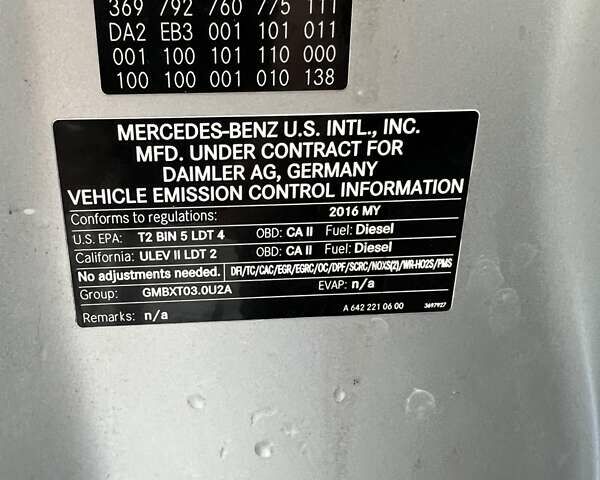 369 792 760 775 111
DA2 EB3 001 101 011
001 100 101 110 000
100 100 001 010 138
MERCEDES-BENZ U.S. INTL., INC.
MFD. UNDER CONTRACT FOR
DAIMLER AG, GERMANY
VEHICLE EMISSION CONTROL INFORMATION
Conforms to regulations: 2016 MY
U.S. EPA: T2 BIN 5 LDT 4 OBD: CA II Fuel: Diesel
California: ULEV II LDT 2 OBD: CA II Fuel: Diesel
No adjustments needed. DFI/TC/CAC/EGR/EGRC/OC/DPF/SCRC/NOXS(2)/WR-HO2S/PMS
Group: GMBXT03.0U2A EVAP: n/a
Remarks: n/a A 642 221 06 00 3697927